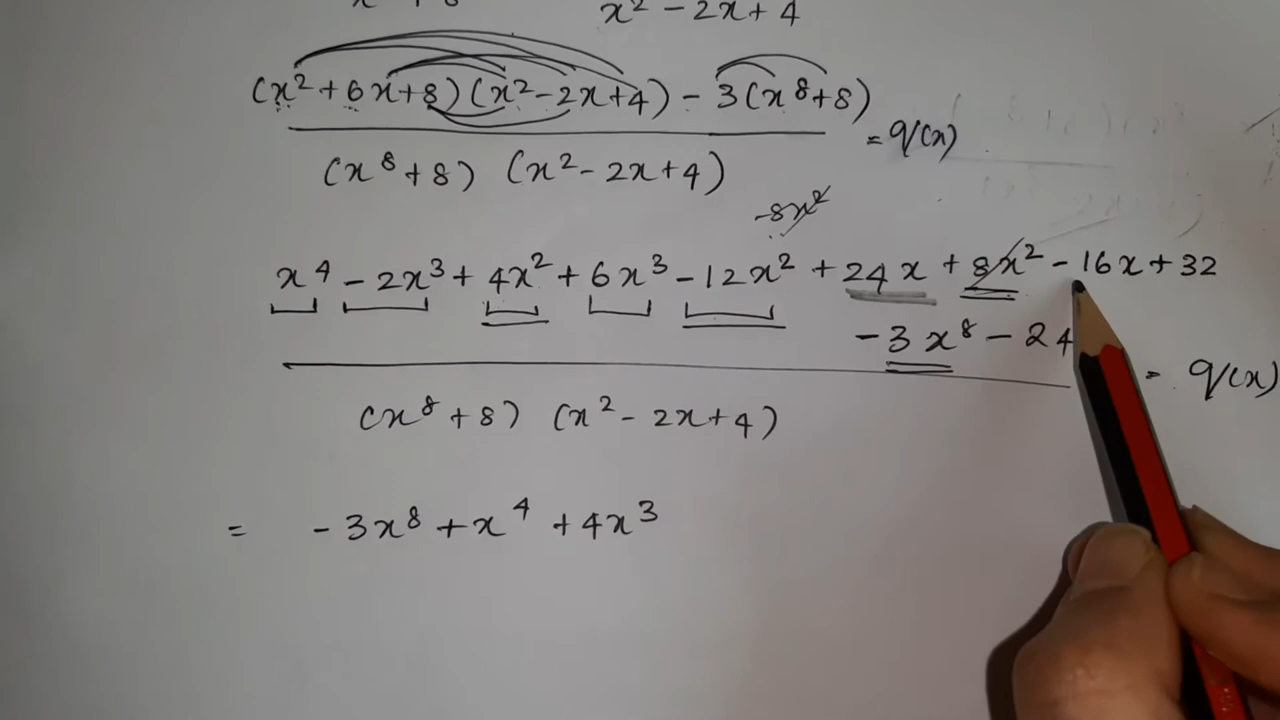 x² - 2x + 4
(x² + 6x + 8) (x² - 2x + 4) - 3(x⁸ + 8)
= q(x)
(x⁸ + 8) (x² - 2x + 4)
-8x²
x⁴ - 2x³ + 4x² + 6x³ - 12x² + 24x + 8x² - 16x + 32
- 3x⁸ - 24
= q(x)
(x⁸ + 8) (x² - 2x + 4)
= - 3x⁸ + x⁴ + 4x³